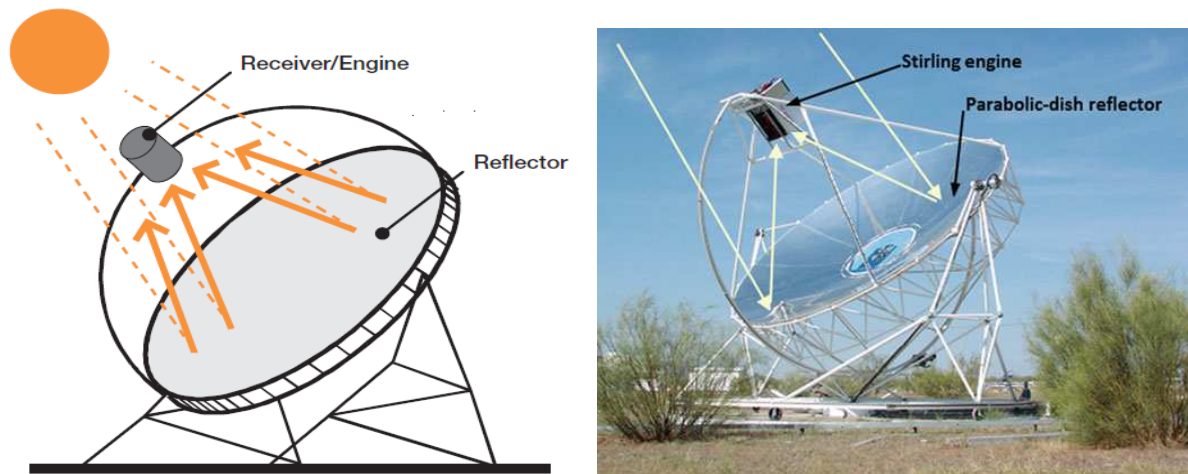 Receiver/Engine
Reflector
Stirling engine
Parabolic-dish reflector